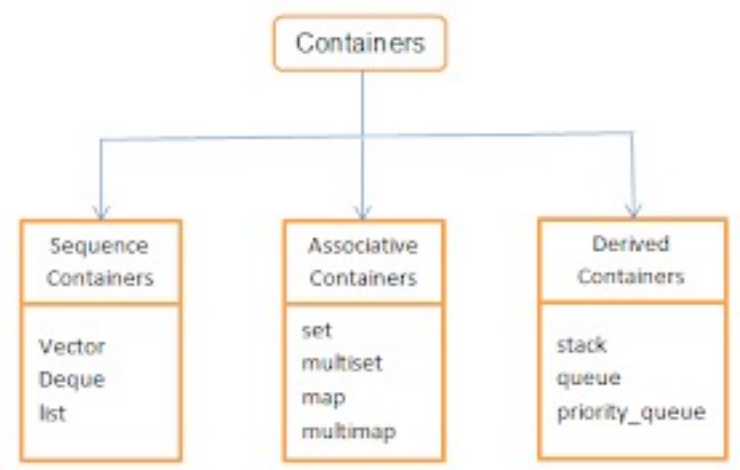 Containers
Sequence
Containers
Vector
Deque
list
Associative
Containers
set
multiset
map
multimap
Derived
Containers
stack
queue
priority_queue